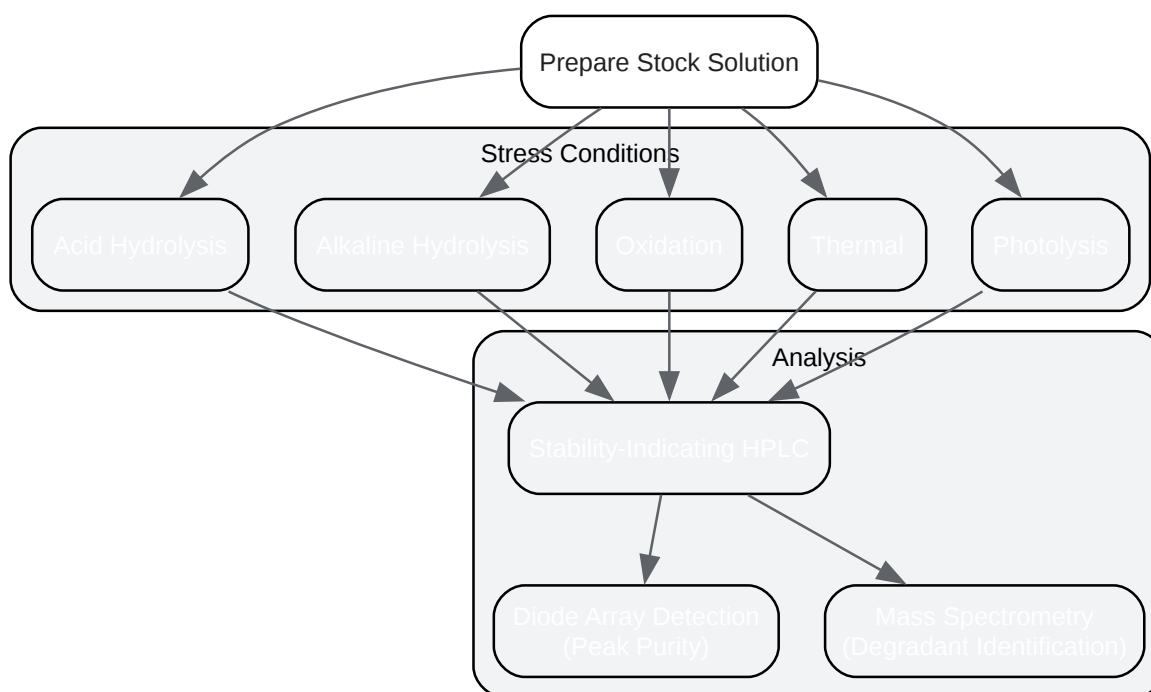 Prepare Stock Solution
Stress Conditions
Acid Hydrolysis
Alkaline Hydrolysis
Oxidation
Thermal
Photolysis
Analysis
Stability-Indicating HPLC
Diode Array Detection
(Peak Purity)
Mass Spectrometry
(Degradant Identification)